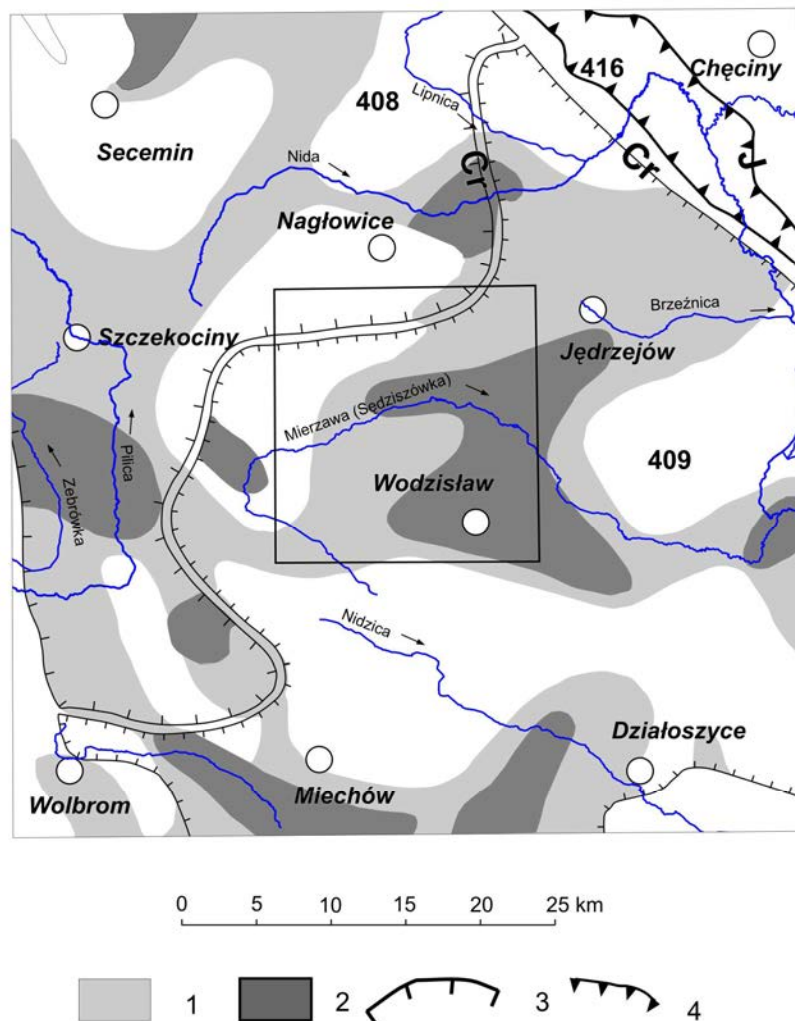 416
Chęciny
408
Lipnica
Secemin
Cr
Cr
J
Nida
Nagłowice
Brzeźnica
Szczekociny
Jędrzejów
Mierzawa (Sędziszówka)
Pilica
409
Żebrówka
Wodzisław
Nidzica
Działoszyce
Miechów
Wolbrom
0 5 10 15 20 25 km
1 2 3 4